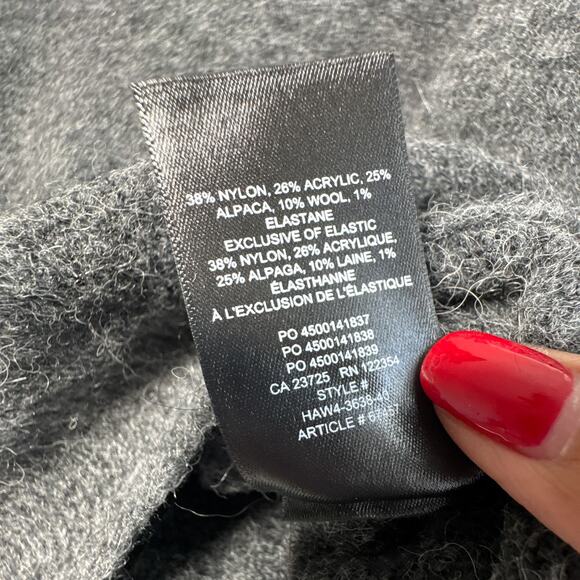 38% NYLON, 26% ACRYLIC, 25%
ALPACA, 10% WOOL, 1%
ELASTANE
EXCLUSIVE OF ELASTIC
38% NYLON, 26% ACRYLIQUE,
25% ALPAGA, 10% LAINE, 1%
ÉLASTHANNE
À L'EXCLUSION DE L'ÉLASTIQUE
PO 4500141837
PO 4500141838
PO 4500141839
CA 23725 RN 122354
STYLE #
ARTICLE #